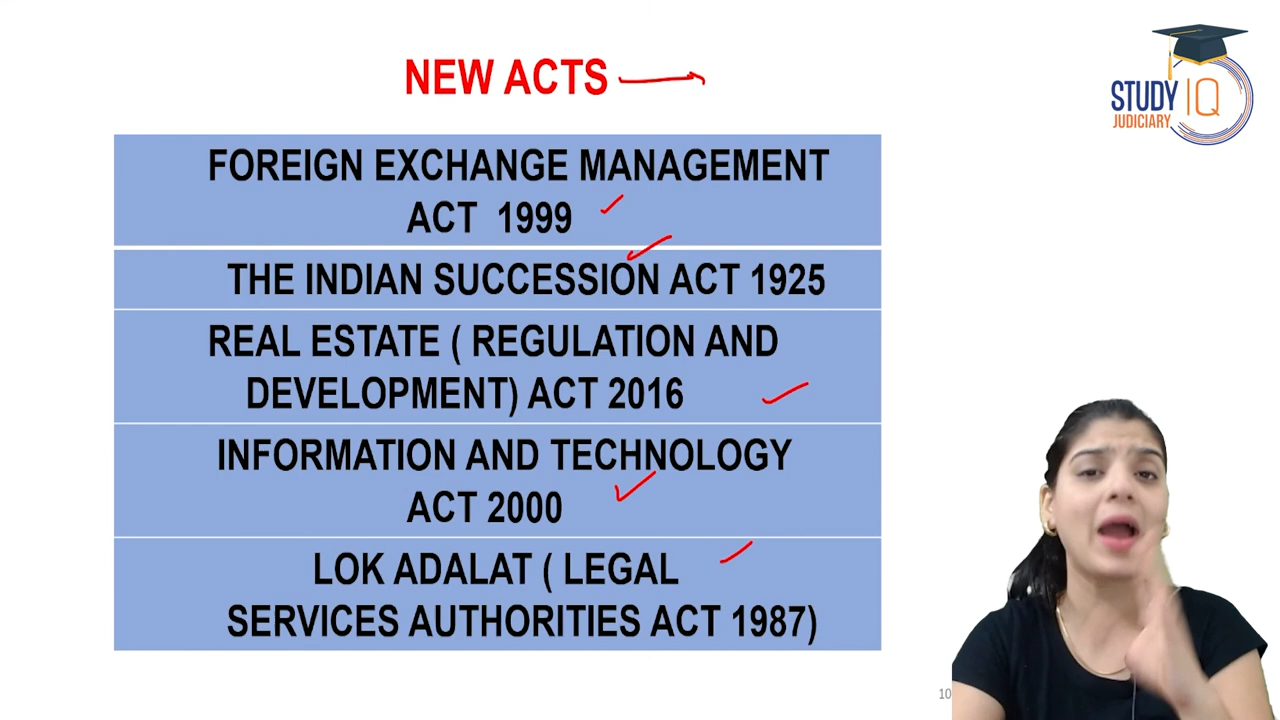 NEW ACTS
STUDY IQ
JUDICIARY
FOREIGN EXCHANGE MANAGEMENT
ACT 1999
THE INDIAN SUCCESSION ACT 1925
REAL ESTATE ( REGULATION AND
DEVELOPMENT) ACT 2016
INFORMATION AND TECHNOLOGY
ACT 2000
LOK ADALAT ( LEGAL
SERVICES AUTHORITIES ACT 1987)
10